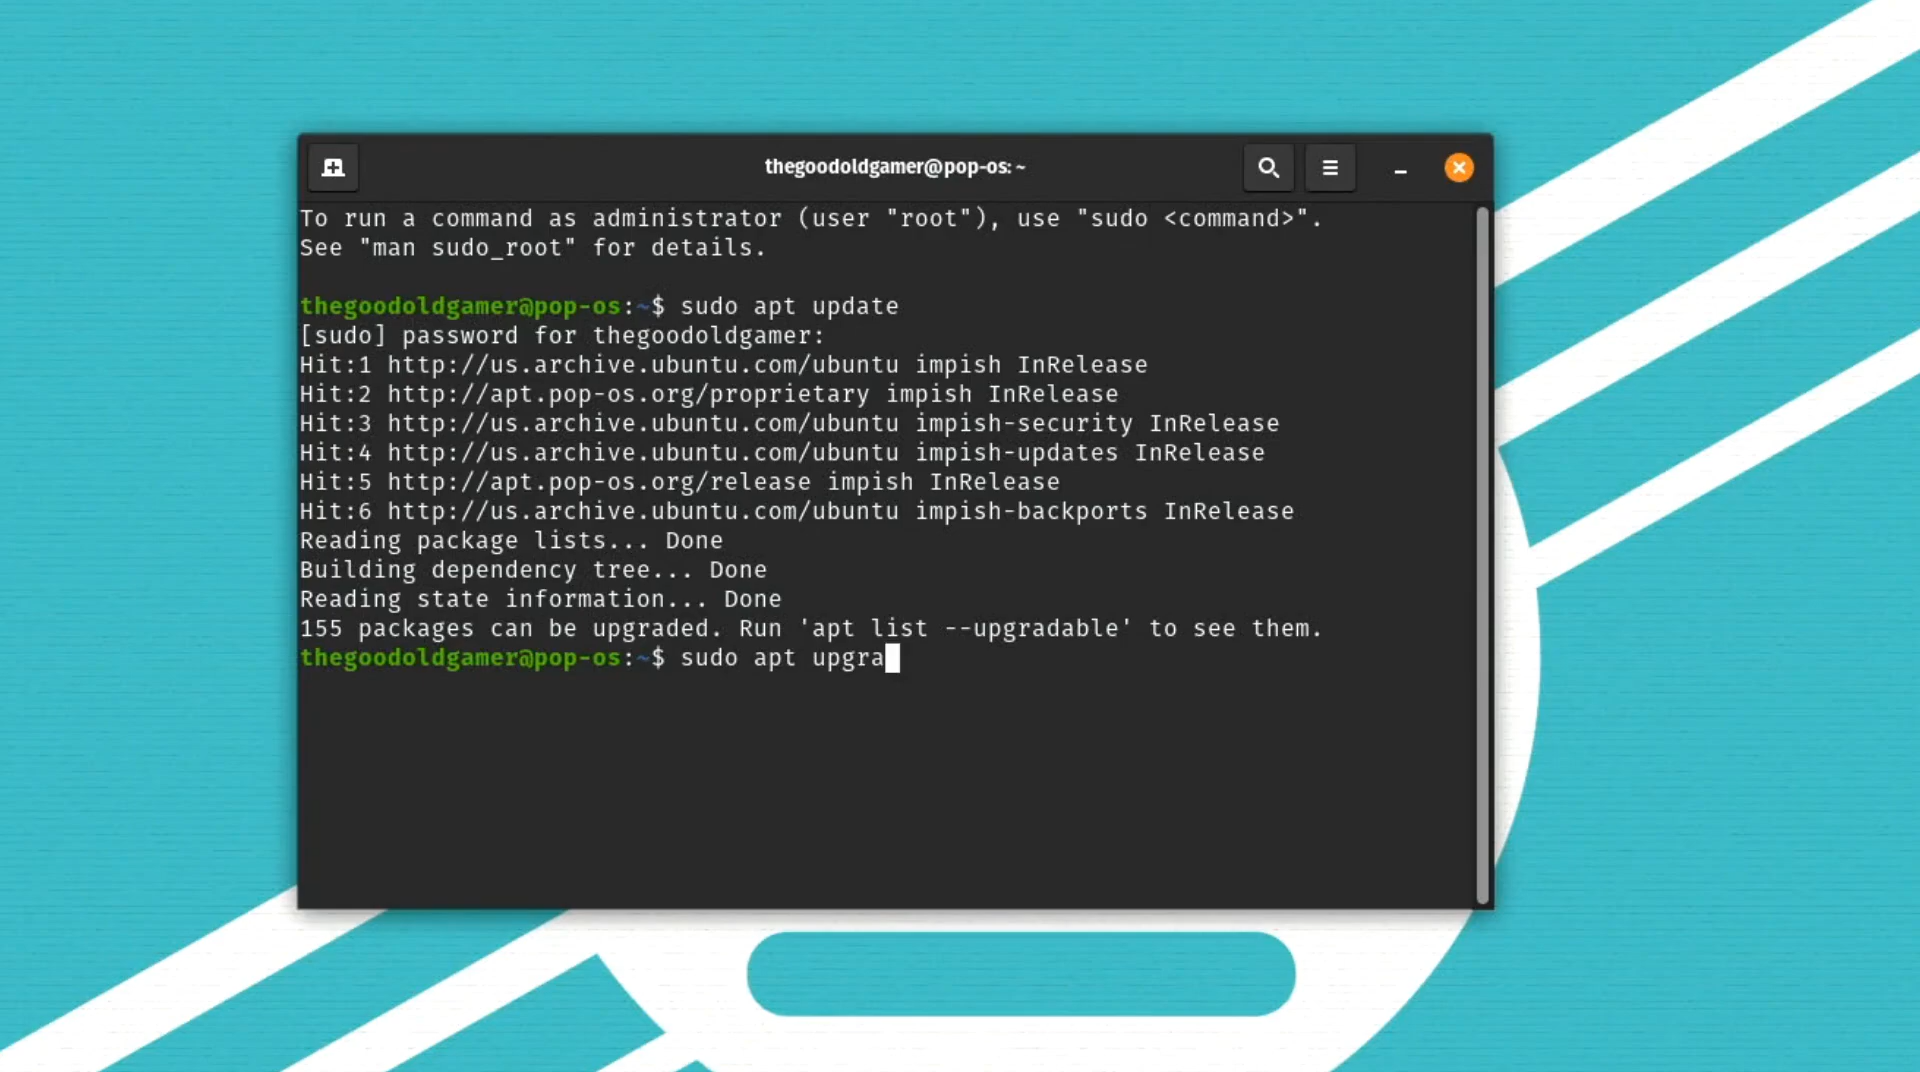 thegoodoldgamer@pop-os: ~
To run a command as administrator (user "root"), use "sudo <command>".
See "man sudo_root" for details.
thegoodoldgamer@pop-os:~$ sudo apt update
[sudo] password for thegoodoldgamer:
Hit:1 http://us.archive.ubuntu.com/ubuntu impish InRelease
Hit:2 http://apt.pop-os.org/proprietary impish InRelease
Hit:3 http://us.archive.ubuntu.com/ubuntu impish-security InRelease
Hit:4 http://us.archive.ubuntu.com/ubuntu impish-updates InRelease
Hit:5 http://apt.pop-os.org/release impish InRelease
Hit:6 http://us.archive.ubuntu.com/ubuntu impish-backports InRelease
Reading package lists... Done
Building dependency tree... Done
Reading state information... Done
155 packages can be upgraded. Run 'apt list --upgradable' to see them.
thegoodoldgamer@pop-os:~$ sudo apt upgra